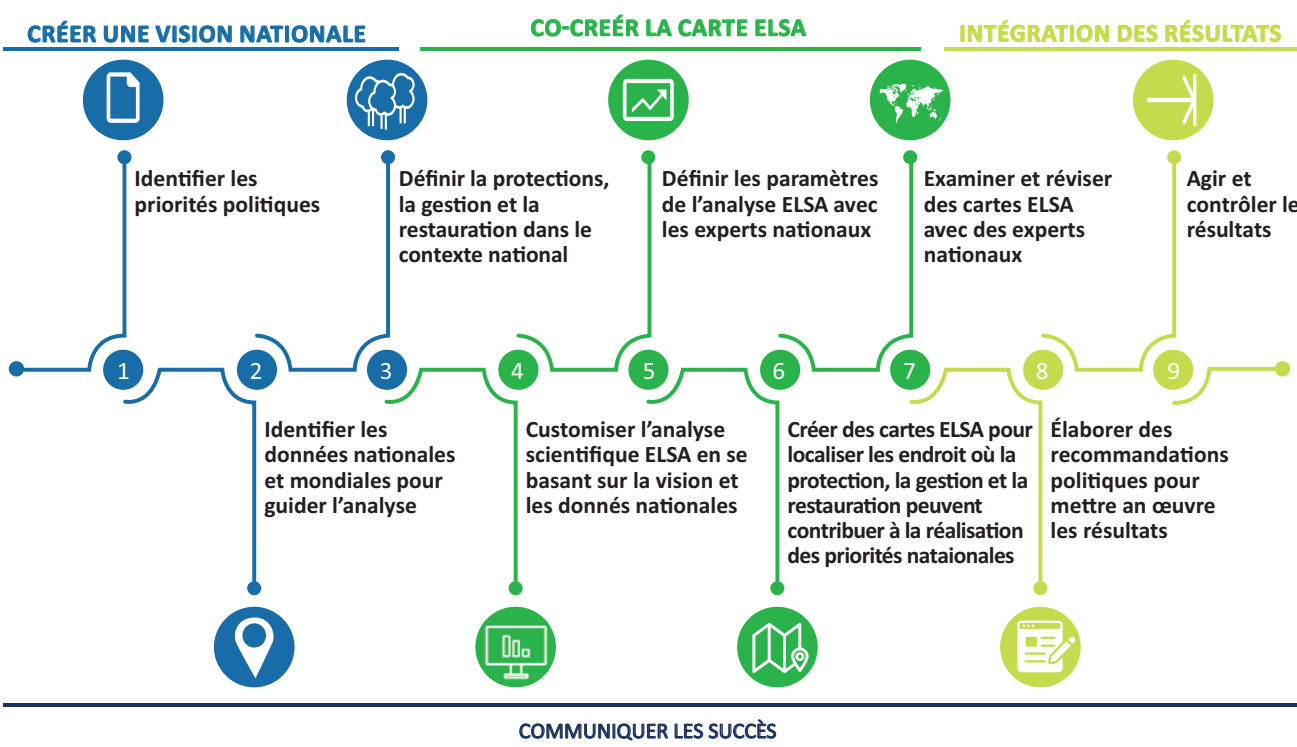 CRÉER UNE VISION NATIONALE
CO-CREÉR LA CARTE ELSA
INTÉGRATION DES RÉSULTATS
Identifier les
priorités politiques
Définir la protections,
la gestion et la
restauration dans le
contexte national
Définir les paramètres
de l’analyse ELSA avec
les experts nationaux
Examiner et réviser
des cartes ELSA
avec des experts
nationaux
Agir et
contrôler le
résultats
1
2
3
4
5
6
7
8
9
Identifier les
données nationales
et mondiales pour
guider l’analyse
Customiser l’analyse
scientifique ELSA en se
basant sur la vision et
les donnés nationales
Créer des cartes ELSA pour
localiser les endroit où la
protection, la gestion et la
restauration peuvent
contribuer à la réalisation
des priorités nataionales
Élaborer des
recommandations
politiques pour
mettre an œuvre
les résultats
COMMUNIQUER LES SUCCÈS